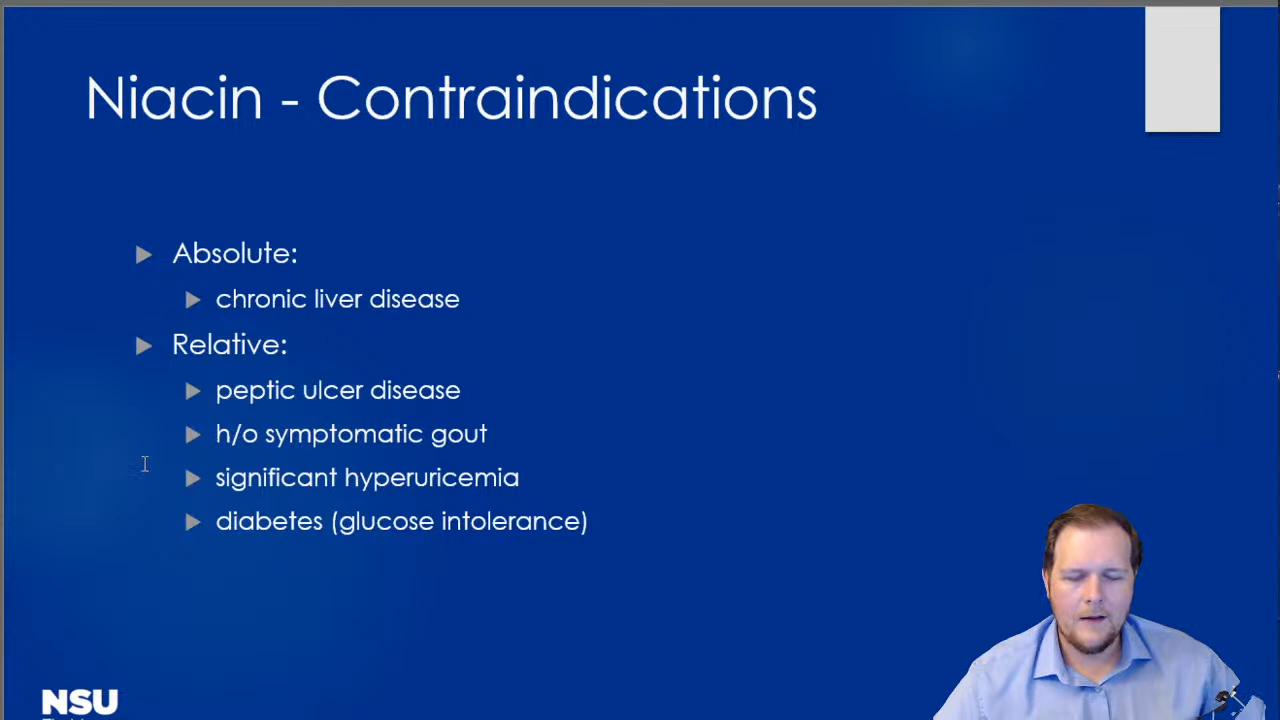 Niacin - Contraindications
Absolute:
chronic liver disease
Relative:
peptic ulcer disease
h/o symptomatic gout
significant hyperuricemia
diabetes (glucose intolerance)
NSU